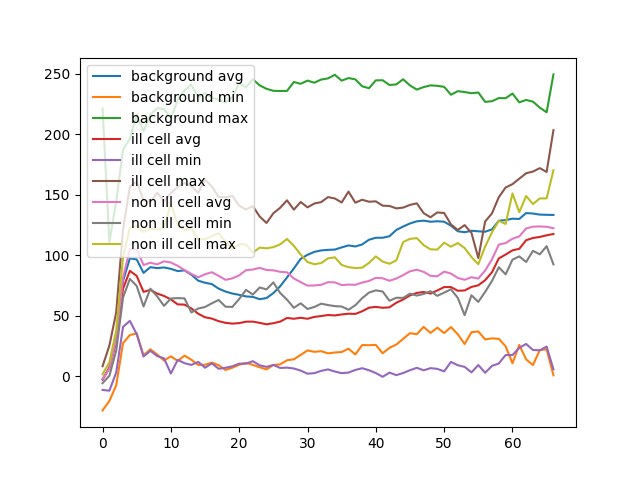 250
200
150
100
50
0
background avg
background min
background max
ill cell avg
ill cell min
ill cell max
non ill cell avg
non ill cell min
non ill cell max
0 10 20 30 40 50 60